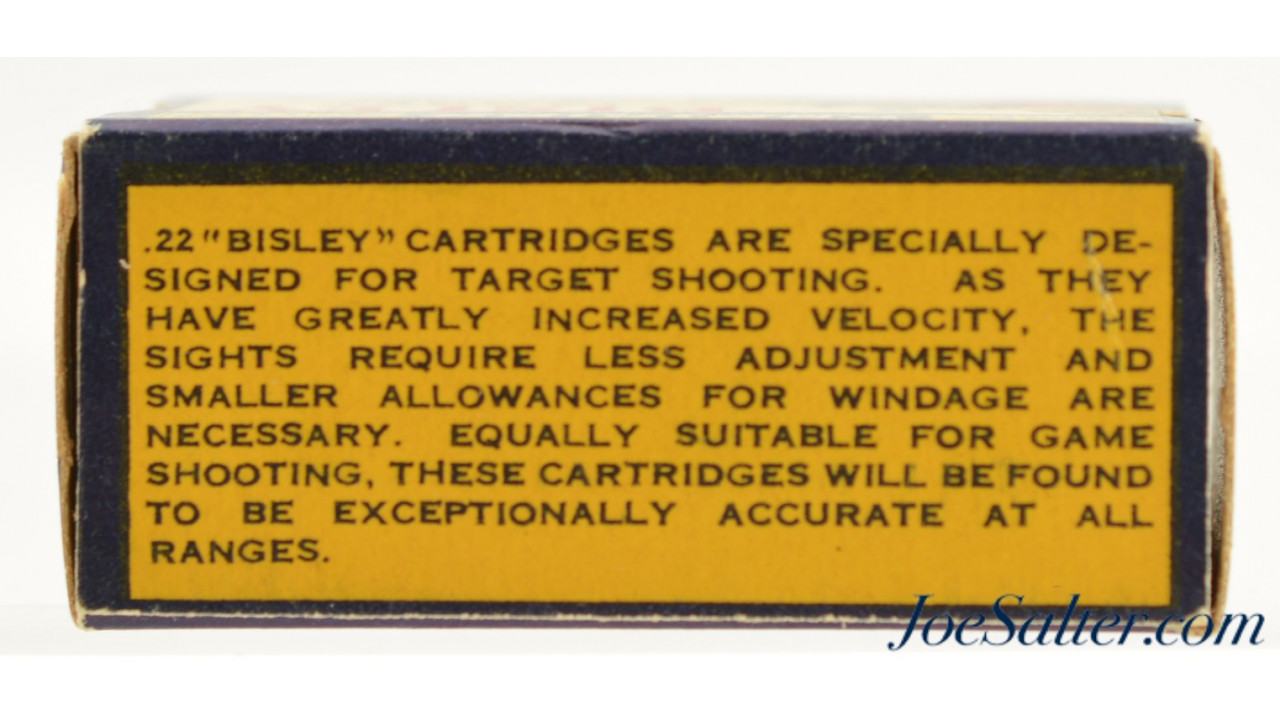 .22 "BISLEY" CARTRIDGES ARE SPECIALLY DE-
SIGNED FOR TARGET SHOOTING. AS THEY
HAVE GREATLY INCREASED VELOCITY, THE
SIGHTS REQUIRE LESS ADJUSTMENT AND
SMALLER ALLOWANCES FOR WINDAGE ARE
NECESSARY. EQUALLY SUITABLE FOR GAME
SHOOTING, THESE CARTRIDGES WILL BE FOUND
TO BE EXCEPTIONALLY ACCURATE AT ALL
RANGES.
JoeSalter.com